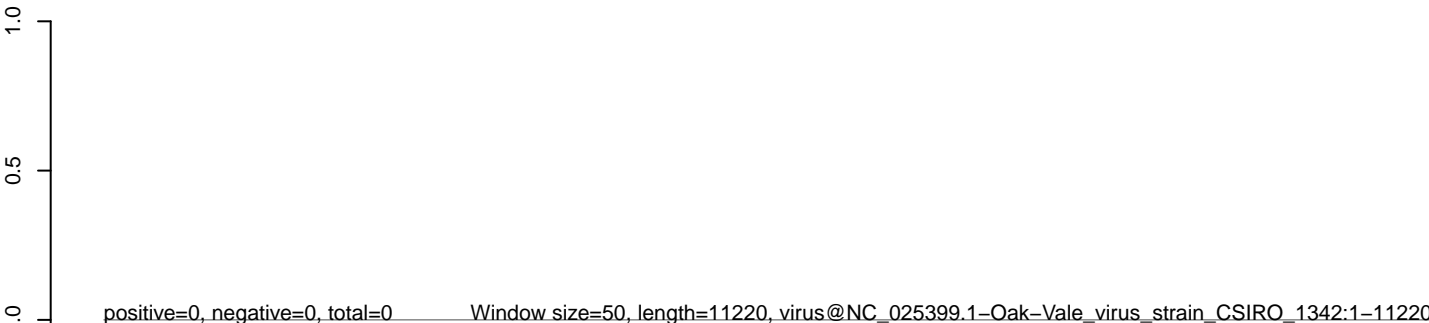 1.0
0.5
.0
positive=0, negative=0, total=0
Window size=50, length=11220, virus@NC_025399.1−Oak−Vale_virus_strain_CSIRO_1342:1−11220